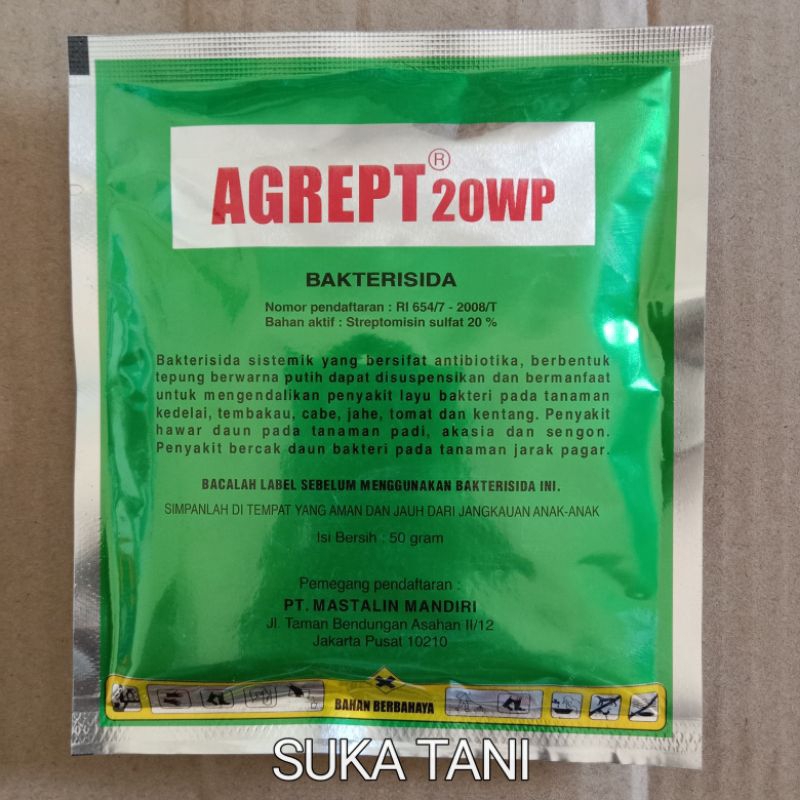 AGREPT® 20WP
BAKTERISIDA
Nomor pendaftaran : RI 654/7 - 2008/T
Bahan aktif : Streptomisin sulfat 20 %
Bakterisida sistemik yang bersifat antibiotika, berbentuk
tepung berwarna putih dapat disuspensikan dan bermanfaat
untuk mengendalikan penyakit layu bakteri pada tanaman
kedelai, tembakau, cabe, jahe, tomat dan kentang. Penyakit
hawar daun pada tanaman padi, akasia dan sengon.
Penyakit bercak daun bakteri pada tanaman jarak pagar.
BACALAH LABEL SEBELUM MENGGUNAKAN BAKTERISIDA INI.
SIMPANLAH DI TEMPAT YANG AMAN DAN JAUH DARI JANGKAUAN ANAK-ANAK
Isi Bersih : 50 gram
Pemegang pendaftaran :
PT. MASTALIN MANDIRI
Jl. Taman Bendungan Asahan II/12
Jakarta Pusat 10210
BAHAN BERBAHAYA
SUKA TANI